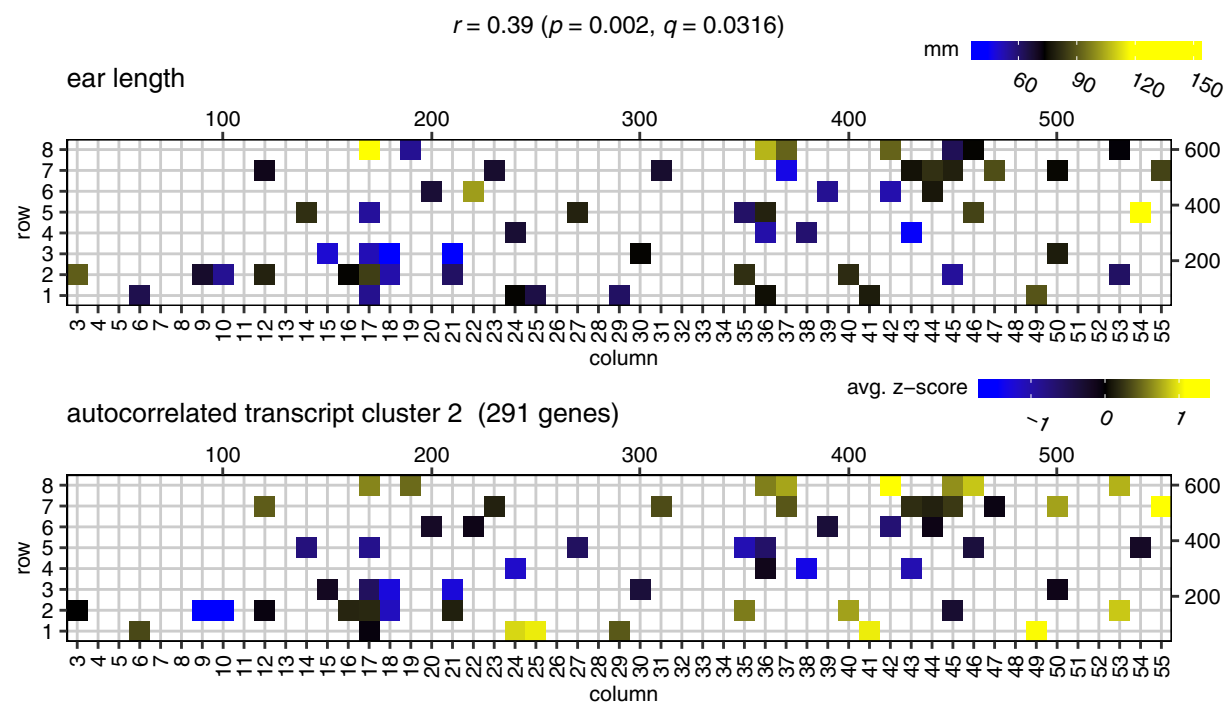 r = 0.39 (p = 0.002, q = 0.0316)
mm
60 90 120 150
ear length
100 200 300 400 500
8 600
7
6
5 400
4
3
2 200
1
row
3 4 5 6 7 8 9 10 11 12 13 14 15 16 17 18 19 20 21 22 23 24 25 26 27 28 29 30 31 32 33 34 35 36 37 38 39 40 41 42 43 44 45 46 47 48 49 50 51 52 53 54 55
column
avg. z−score
−1 0 1
autocorrelated transcript cluster 2 (291 genes)
100 200 300 400 500
8 600
7
6
5 400
4
3
2 200
1
row
3 4 5 6 7 8 9 10 11 12 13 14 15 16 17 18 19 20 21 22 23 24 25 26 27 28 29 30 31 32 33 34 35 36 37 38 39 40 41 42 43 44 45 46 47 48 49 50 51 52 53 54 55
column